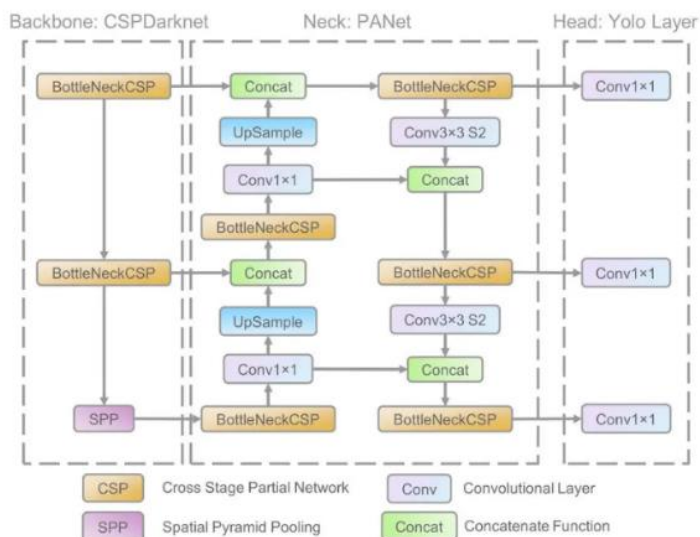 Backbone: CSPDarknet Neck: PANet Head: Yolo Layer
BottleNeckCSP Concat BottleNeckCSP Conv1×1
UpSample Conv3×3 S2
Conv1×1 Concat
BottleNeckCSP
BottleNeckCSP Concat BottleNeckCSP Conv1×1
UpSample Conv3×3 S2
Conv1×1 Concat
SPP BottleNeckCSP BottleNeckCSP Conv1×1
CSP Cross Stage Partial Network Conv Convolutional Layer
SPP Spatial Pyramid Pooling Concat Concatenate Function